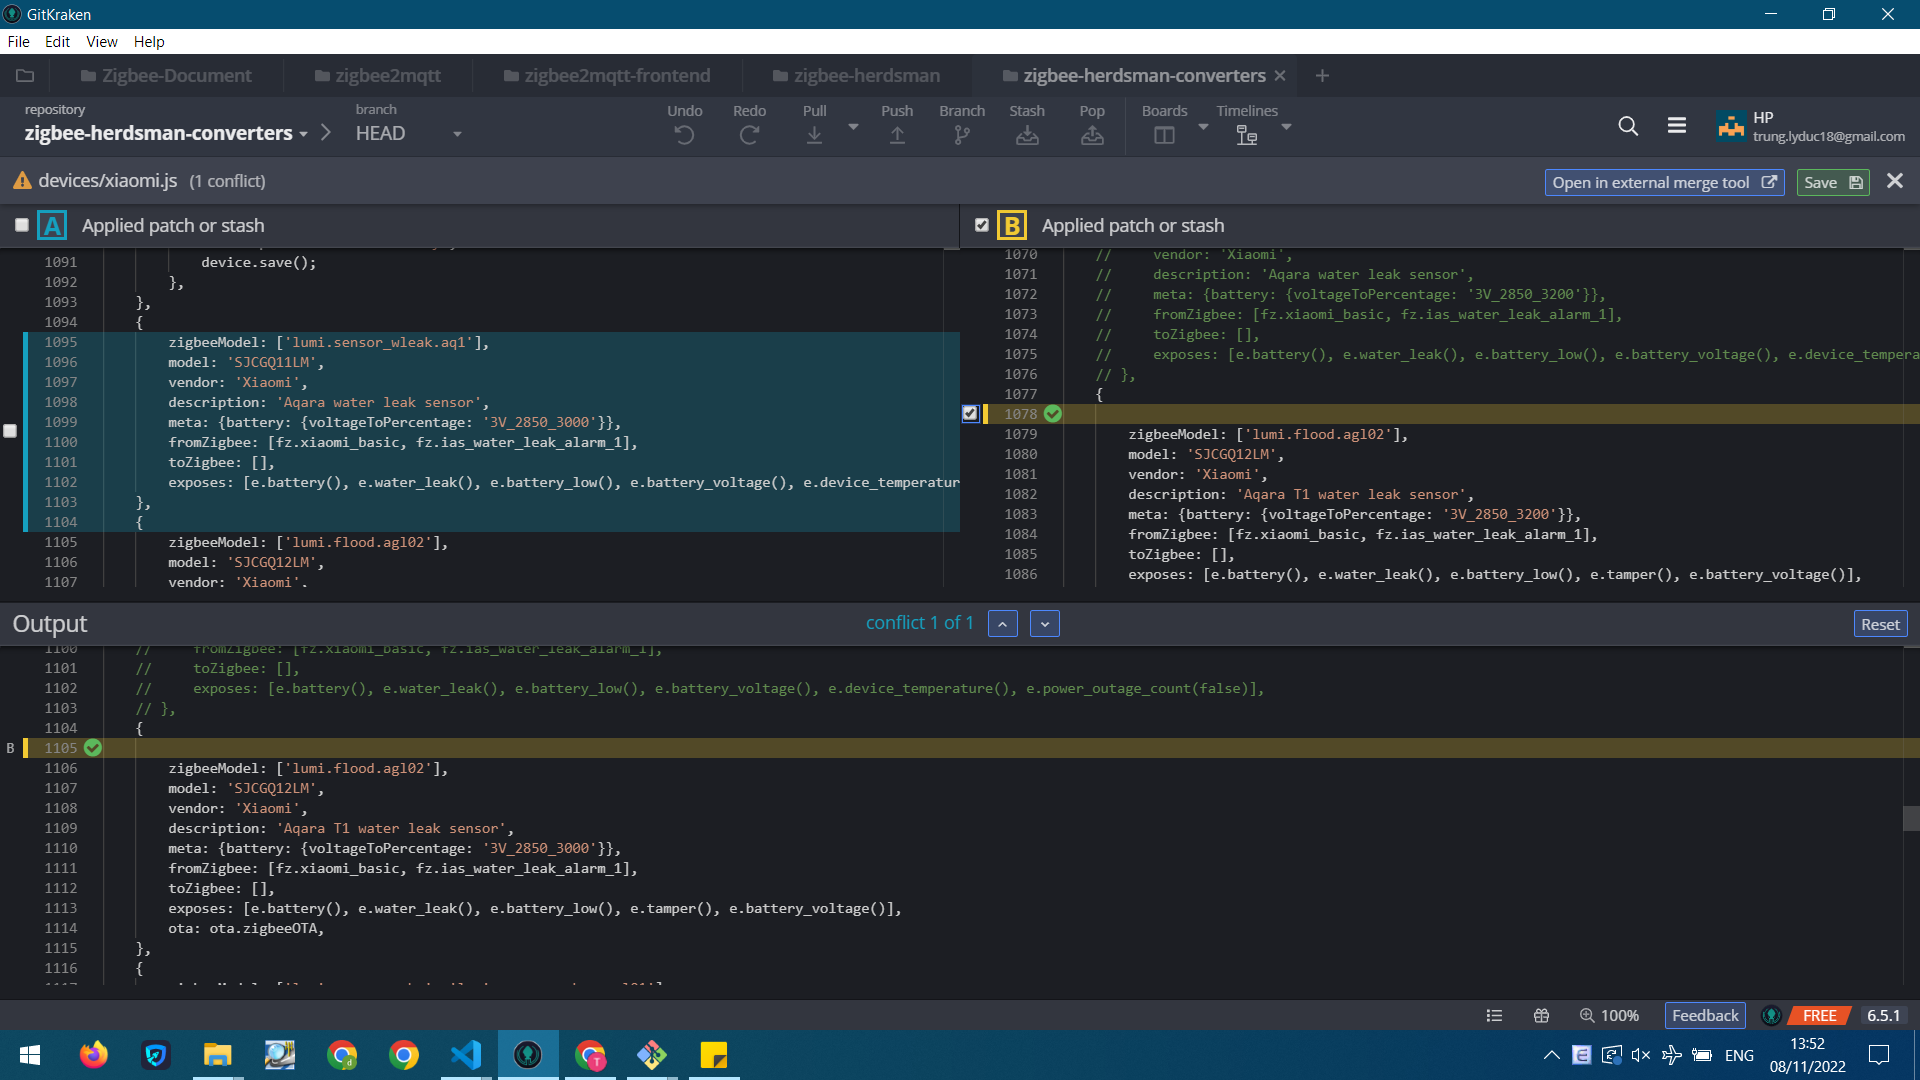 GitKraken
File Edit View Help
Zigbee-Document zigbee2mqtt zigbee2mqtt-frontend zigbee-herdsman zigbee-herdsman-converters
repository branch Undo Redo Pull Push Branch Stash Pop Boards Timelines
zigbee-herdsman-converters HEAD
HP
trung.lyduc18@gmail.com
devices/xiaomi.js (1 conflict) Open in external merge tool Save
A Applied patch or stash
1091 device.save();
1092 },
1093 },
1094 {
1095 zigbeeModel: ['lumi.sensor_wleak.aq1'],
1096 model: 'SJCGQ11LM',
1097 vendor: 'Xiaomi',
1098 description: 'Aqara water leak sensor',
1099 meta: {battery: {voltageToPercentage: '3V_2850_3000'}},
1100 fromZigbee: [fz.xiaomi_basic, fz.ias_water_leak_alarm_1],
1101 toZigbee: [],
1102 exposes: [e.battery(), e.water_leak(), e.battery_low(), e.battery_voltage(), e.device_temperatur
1103 },
1104 {
1105 zigbeeModel: ['lumi.flood.agl02'],
1106 model: 'SJCGQ12LM',
1107 vendor: 'Xiaomi',
B Applied patch or stash
1070 // vendor: 'Xiaomi',
1071 // description: 'Aqara water leak sensor',
1072 // meta: {battery: {voltageToPercentage: '3V_2850_3200'}},
1073 // fromZigbee: [fz.xiaomi_basic, fz.ias_water_leak_alarm_1],
1074 // toZigbee: [],
1075 // exposes: [e.battery(), e.water_leak(), e.battery_low(), e.battery_voltage(), e.device_tempera
1076 // },
1077 {
1078
1079 zigbeeModel: ['lumi.flood.agl02'],
1080 model: 'SJCGQ12LM',
1081 vendor: 'Xiaomi',
1082 description: 'Aqara T1 water leak sensor',
1083 meta: {battery: {voltageToPercentage: '3V_2850_3200'}},
1084 fromZigbee: [fz.xiaomi_basic, fz.ias_water_leak_alarm_1],
1085 toZigbee: [],
1086 exposes: [e.battery(), e.water_leak(), e.battery_low(), e.tamper(), e.battery_voltage()],
Output conflict 1 of 1 Reset
1100 // fromZigbee: [fz.xiaomi_basic, fz.ias_water_leak_alarm_1],
1101 // toZigbee: [],
1102 // exposes: [e.battery(), e.water_leak(), e.battery_low(), e.battery_voltage(), e.device_temperature(), e.power_outage_count(false)],
1103 // },
1104 {
B 1105
1106 zigbeeModel: ['lumi.flood.agl02'],
1107 model: 'SJCGQ12LM',
1108 vendor: 'Xiaomi',
1109 description: 'Aqara T1 water leak sensor',
1110 meta: {battery: {voltageToPercentage: '3V_2850_3000'}},
1111 fromZigbee: [fz.xiaomi_basic, fz.ias_water_leak_alarm_1],
1112 toZigbee: [],
1113 exposes: [e.battery(), e.water_leak(), e.battery_low(), e.tamper(), e.battery_voltage()],
1114 ota: ota.zigbeeOTA,
1115 },
1116 {
100% Feedback FREE 6.5.1
ENG
13:52
08/11/2022